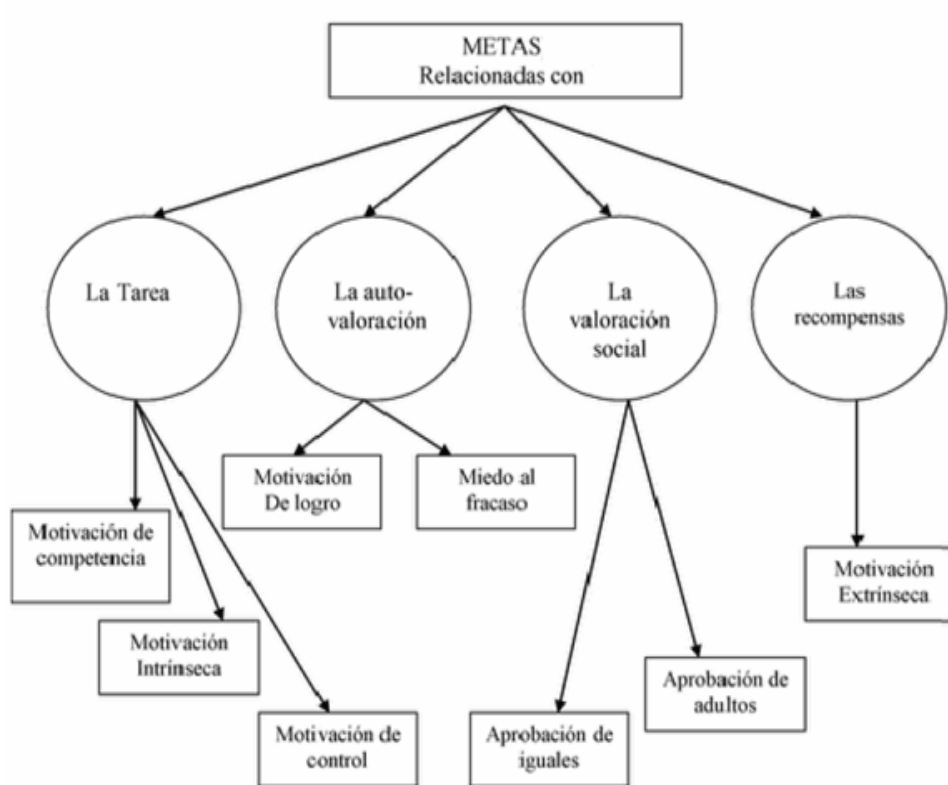 METAS
Relacionadas con
La Tarea
La auto-
valoración
La
valoración
social
Las
recompensas
Motivación
De logro
Miedo al
fracaso
Motivación de
competencia
Motivación
Intrínseca
Motivación de
control
Aprobación de
iguales
Aprobación de
adultos
Motivación
Extrínseca